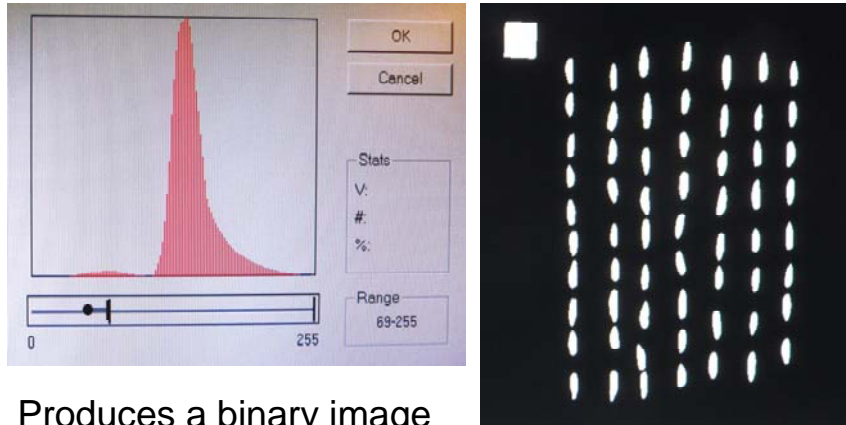 OK
Cancel
Stats
V:
#:
%:
Range
69-255
0 255
Produces a binary image